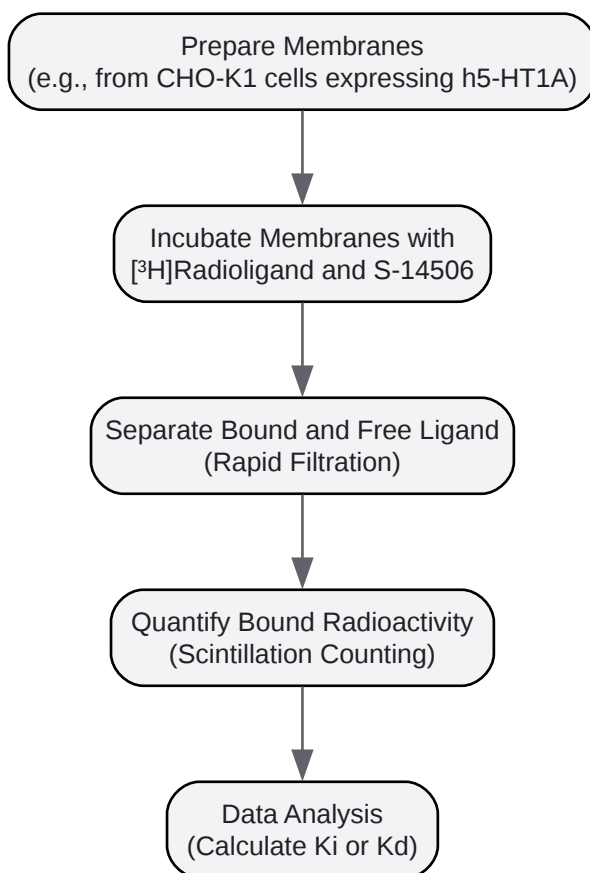 Prepare Membranes
(e.g., from CHO-K1 cells expressing h5-HT1A)
Incubate Membranes with
[³H]Radioligand and S-14506
Separate Bound and Free Ligand
(Rapid Filtration)
Quantify Bound Radioactivity
(Scintillation Counting)
Data Analysis
(Calculate Ki or Kd)